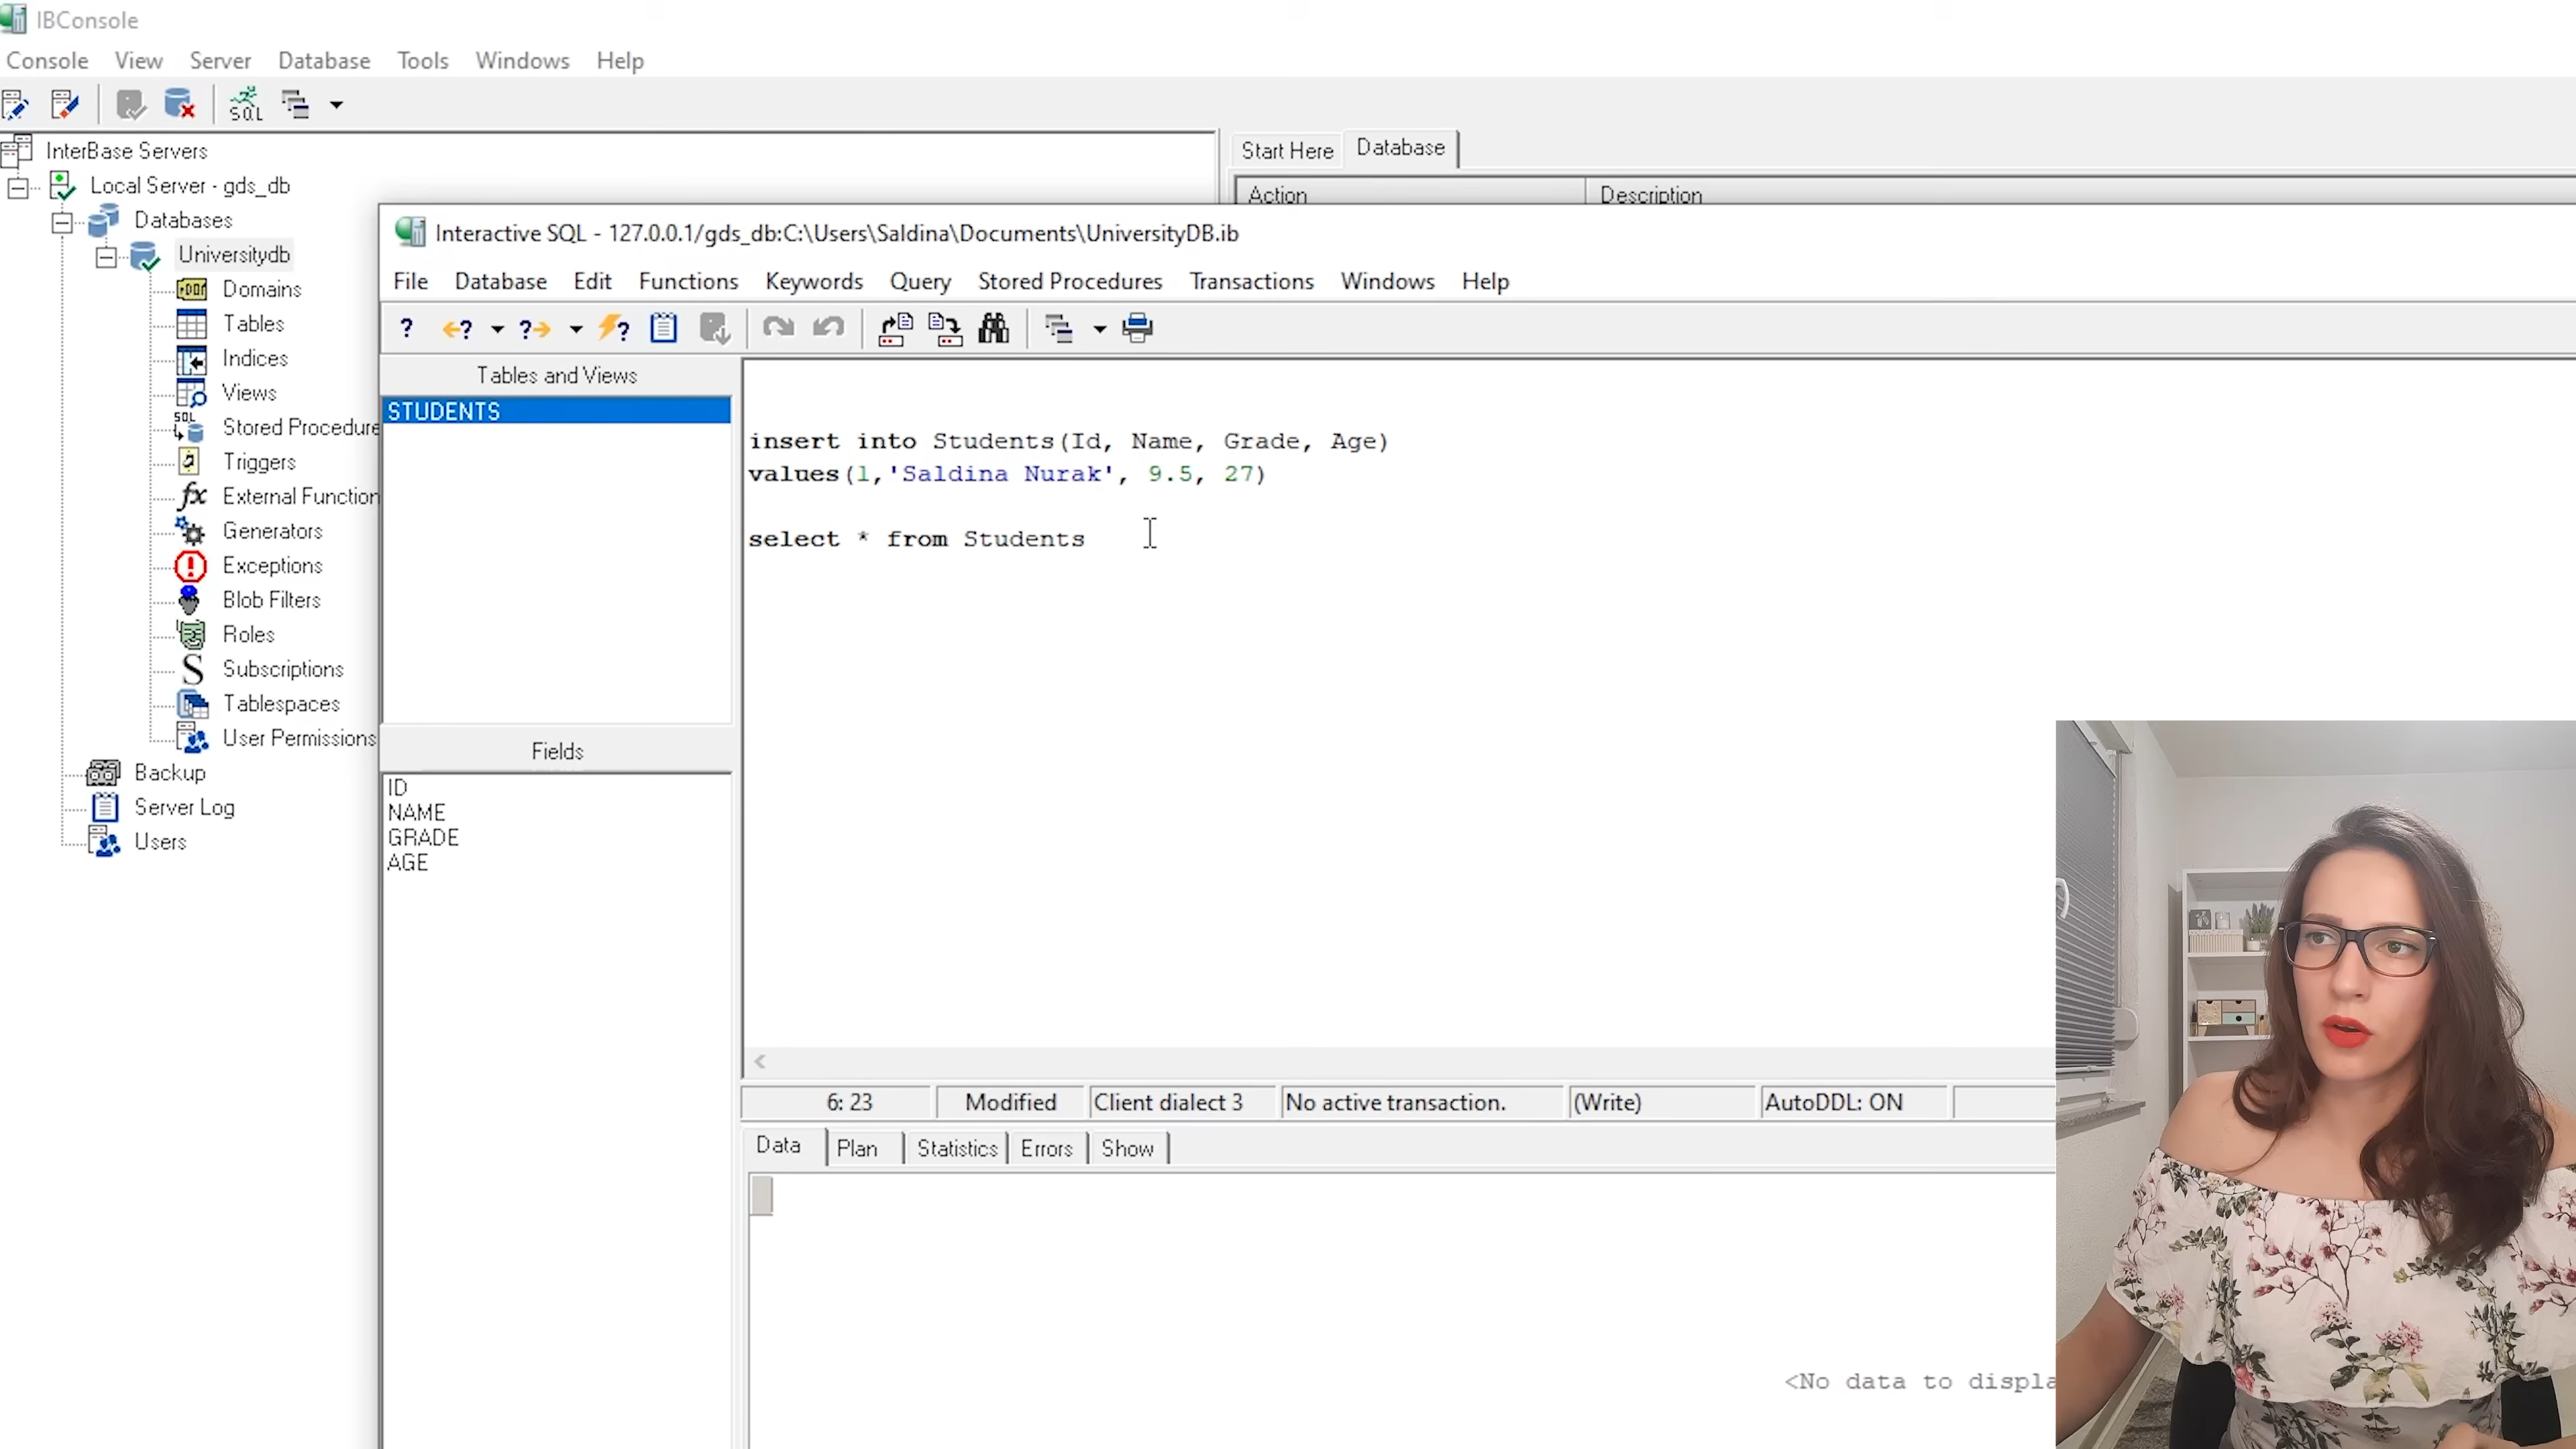 IBConsole
Console View Server Database Tools Windows Help
SQL
InterBase Servers
Local Server - gds_db
Databases
Universitydb
Domains
Tables
Indices
Views
SQL
Stored Procedure
Triggers
fx External Function
Generators
Exceptions
Blob Filters
Roles
S Subscriptions
Tablespaces
User Permissions
Backup
Server Log
Users
Start Here Database
Action Description
Interactive SQL - 127.0.0.1/gds_db:C:\Users\Saldina\Documents\UniversityDB.ib
File Database Edit Functions Keywords Query Stored Procedures Transactions Windows Help
Tables and Views
STUDENTS
Fields
ID
NAME
GRADE
AGE
insert into Students(Id, Name, Grade, Age)
values(1,'Saldina Nurak', 9.5, 27)
select * from Students
6: 23 Modified Client dialect 3 No active transaction. (Write) AutoDDL: ON
Data Plan Statistics Errors Show
<No data to displa